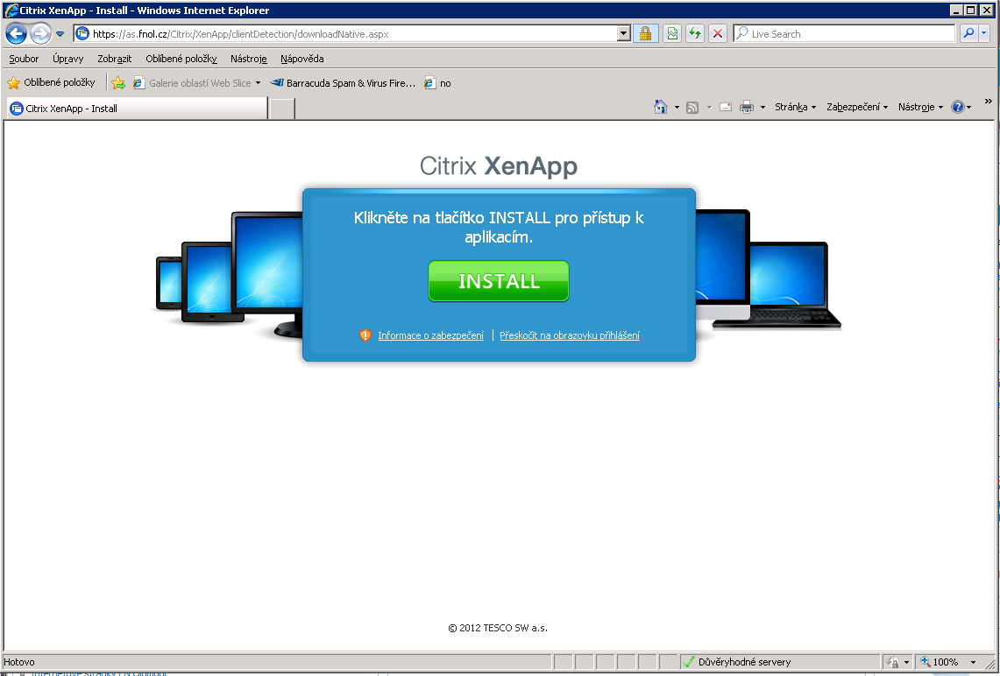 Citrix XenApp - Install - Windows Internet Explorer
https://as.fnol.cz/Citrix/XenApp/clientDetection/downloadNative.aspx
Live Search
Soubor Úpravy Zobrazit Oblíbené položky Nástroje Nápověda
Oblíbené položky Galerie oblastí Web Slice Barracuda Spam & Virus Fire... no
Citrix XenApp - Install
Stránka Zabezpečení Nástroje »
Citrix XenApp
Klikněte na tlačítko INSTALL pro přístup k
aplikacím.
INSTALL
Informace o zabezpečení | Přeskočit na obrazovku přihlášení
© 2012 TESCO SW a.s.
Hotovo Důvěryhodné servery 100%